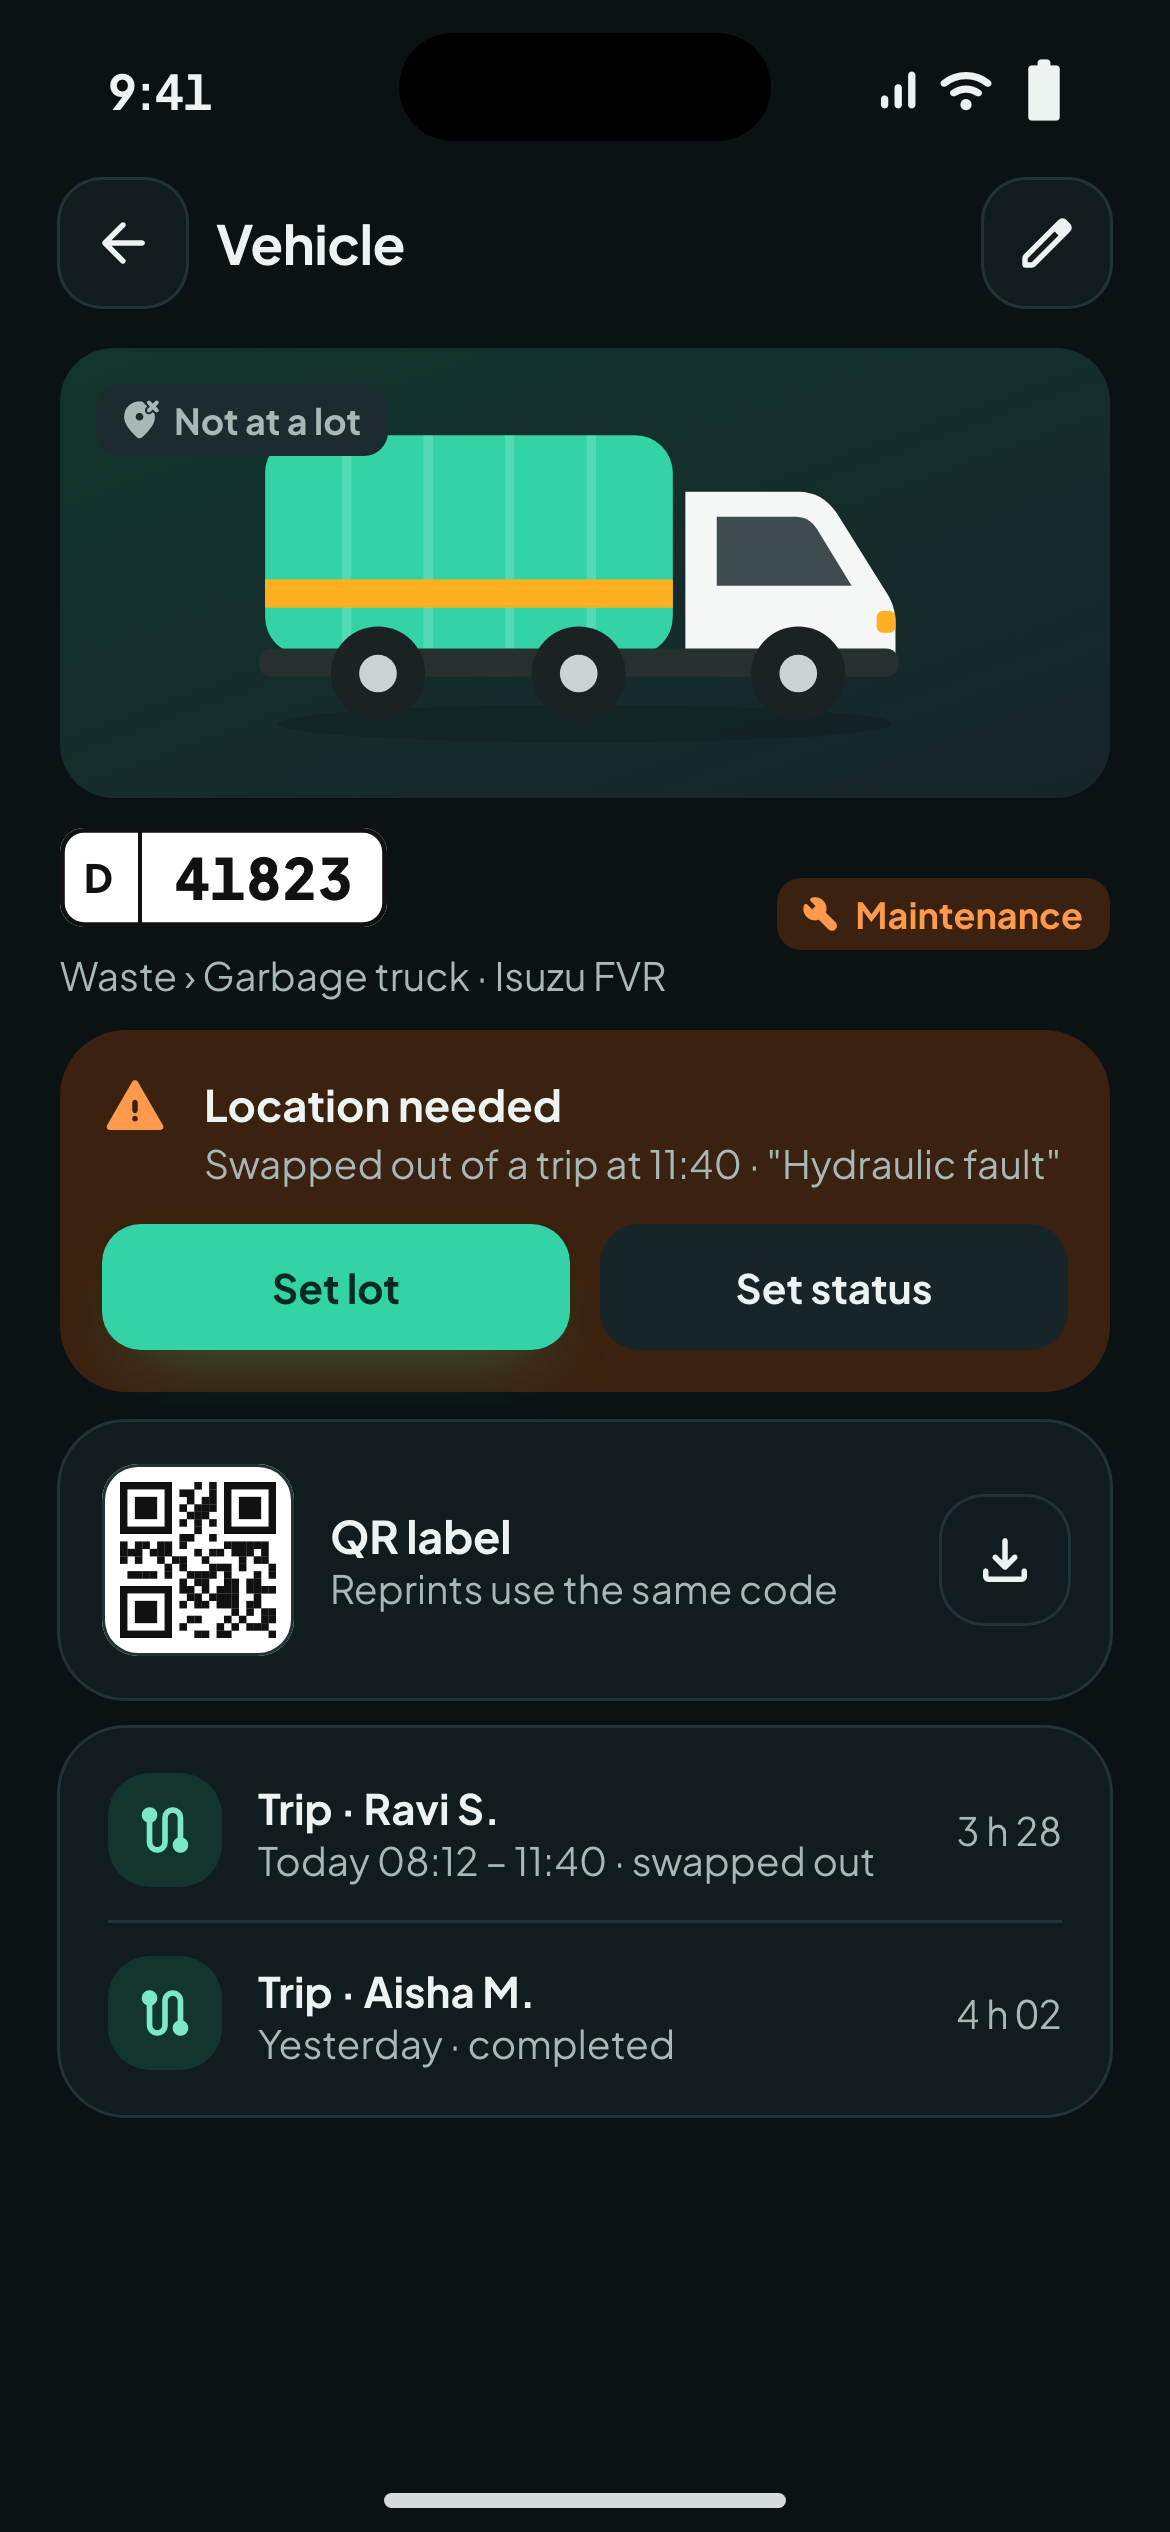 9:41
Vehicle
Not at a lot
D 41823
Maintenance
Waste › Garbage truck · Isuzu FVR
Location needed
Swapped out of a trip at 11:40 · "Hydraulic fault"
Set lot
Set status
QR label
Reprints use the same code
Trip · Ravi S.
Today 08:12 – 11:40 · swapped out
3 h 28
Trip · Aisha M.
Yesterday · completed
4 h 02